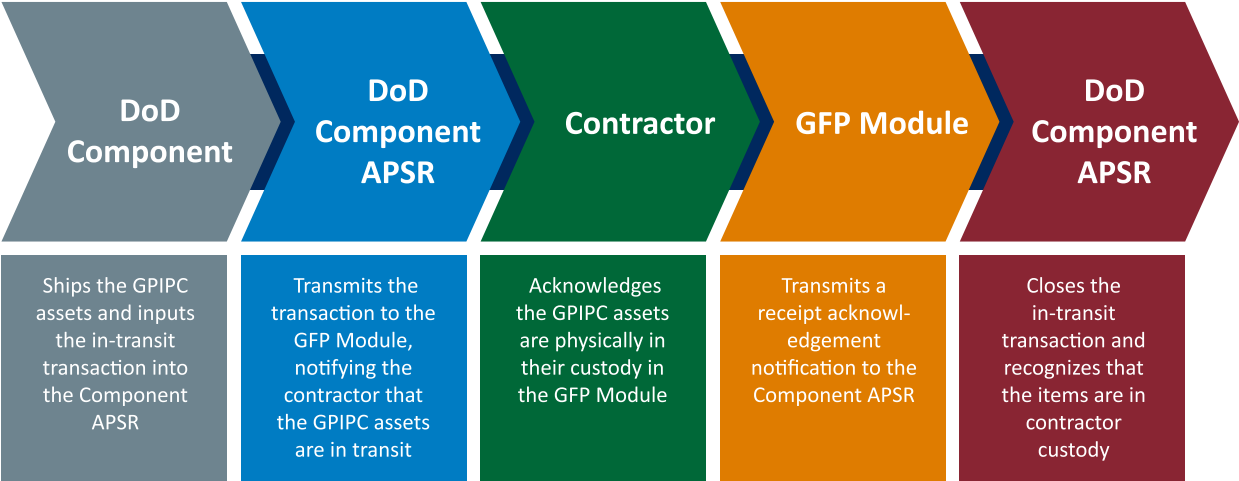 DoD
Component
DoD
Component
APSR
Contractor
GFP Module
DoD
Component
APSR
Ships the GPIPC
assets and inputs
the in-transit
transaction into
the Component
APSR
Transmits the
transaction to the
GFP Module,
notifying the
contractor that
the GPIPC assets
are in transit
Acknowledges
the GPIPC assets
are physically in
their custody in
the GFP Module
Transmits a
receipt acknowl-
edgement
notification to the
Component APSR
Closes the
in-transit
transaction and
recognizes that
the items are in
contractor
custody